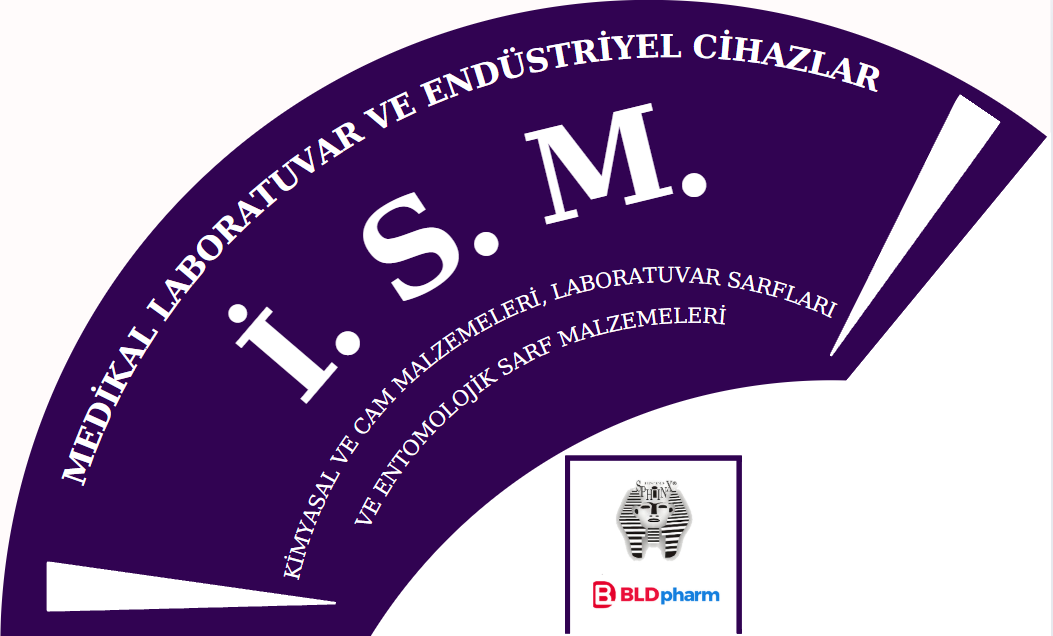 MEDİKAL LABORATUVAR VE ENDÜSTRİYEL CİHAZLAR
İ. S. M.
KİMYASAL VE CAM MALZEMELERİ, LABORATUVAR SARFLARI
VE ENTOMOLOJİK SARF MALZEMELERİ
SPHINX®
BLDpharm